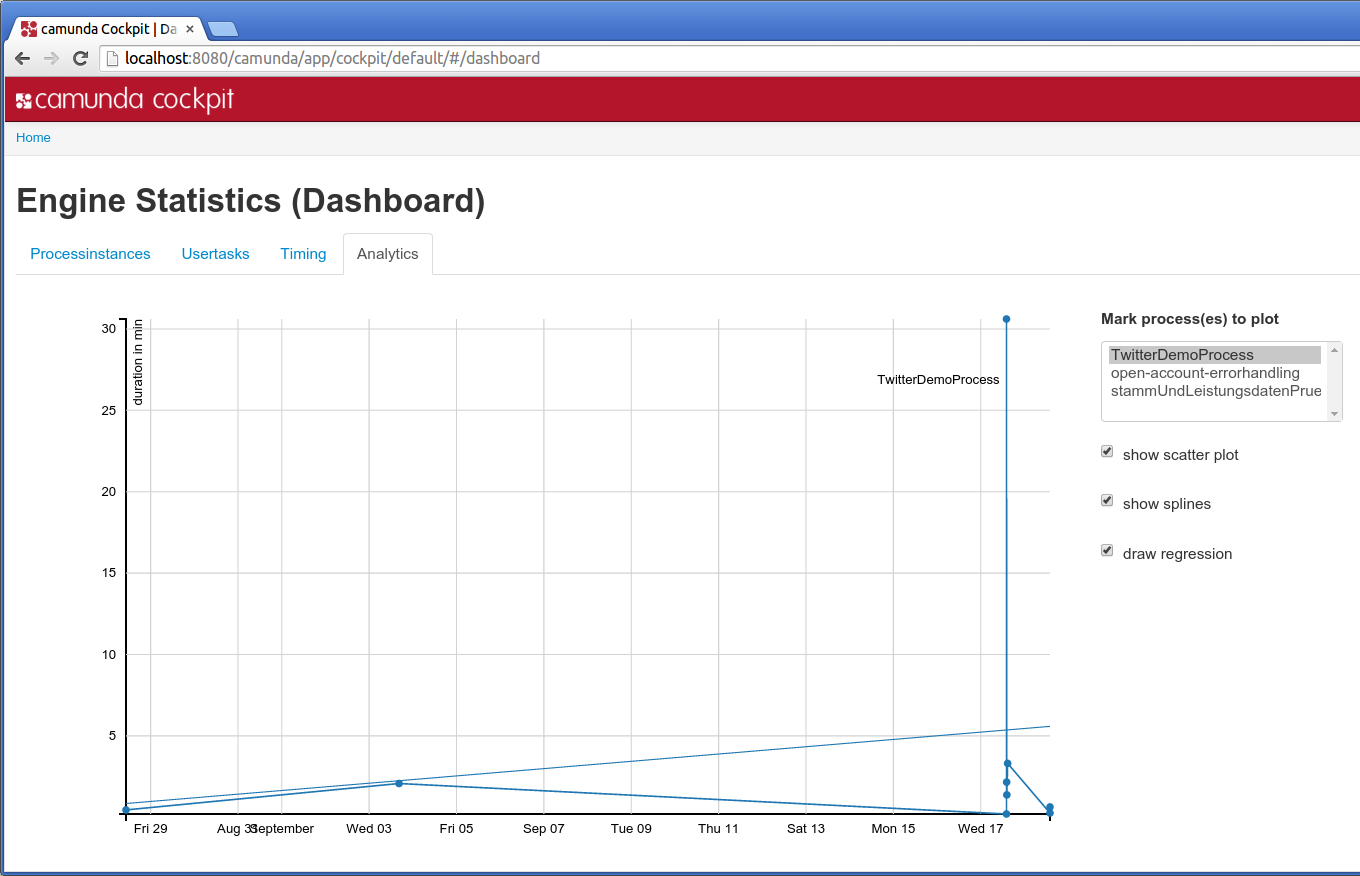 camunda Cockpit | Da
localhost:8080/camunda/app/cockpit/default/#/dashboard
camunda cockpit
Home
Engine Statistics (Dashboard)
Processinstances Usertasks Timing Analytics
30
25
20
15
10
5
duration in min
TwitterDemoProcess
Fri 29 Aug 31 September Wed 03 Fri 05 Sep 07 Tue 09 Thu 11 Sat 13 Mon 15 Wed 17
Mark process(es) to plot
TwitterDemoProcess
open-account-errorhandling
stammUndLeistungsdatenPrue
show scatter plot
show splines
draw regression